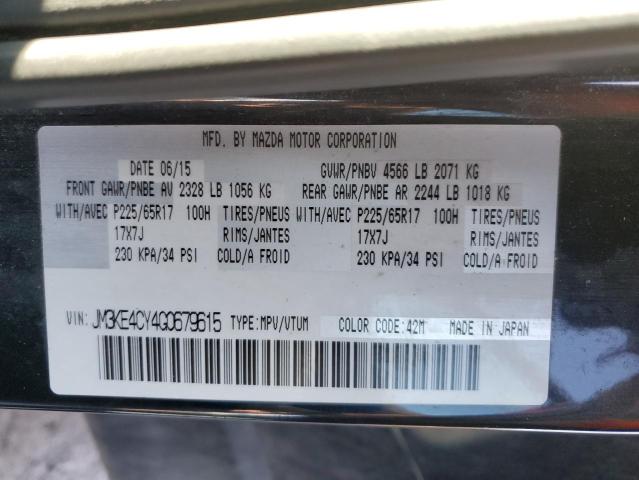 MFD. BY MAZDA MOTOR CORPORATION
DATE 06/15 GVWR/PNBV 4566 LB 2071 KG
FRONT GAWR/PNBE AV 2328 LB 1056 KG REAR GAWR/PNBE AR 2244 LB 1018 KG
WITH/AVEC P225/65R17 100H TIRES/PNEUS WITH/AVEC P225/65R17 100H TIRES/PNEUS
17X7J RIMS/JANTES 17X7J RIMS/JANTES
230 KPA/34 PSI COLD/A FROID 230 KPA/34 PSI COLD/A FROID
VIN: JM3KE4CY4G0679615 TYPE:MPV/VTUM COLOR CODE:42M MADE IN JAPAN